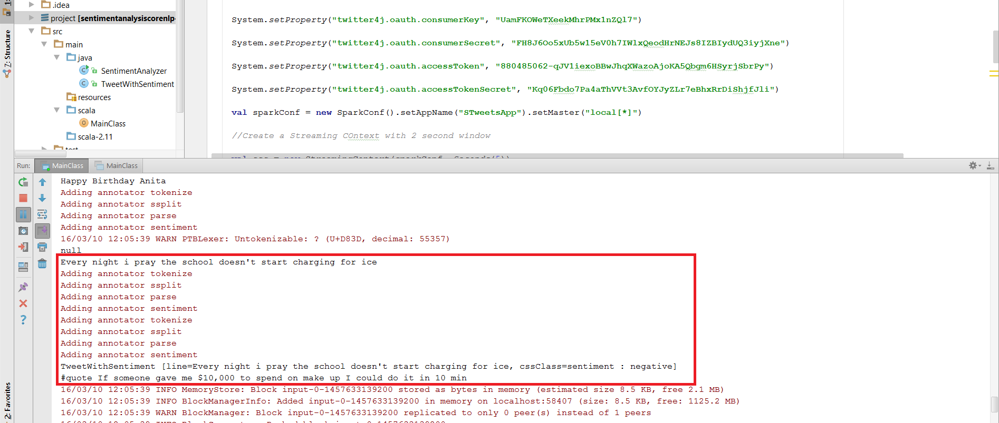 1:
.idea
project [sentimentanalysiscorenlp-
src
main
java
SentimentAnalyzer
TweetWithSentiment
resources
scala
MainClass
scala-2.11
test
7: Structure
2: Favorites
System.setProperty("twitter4j.oauth.consumerKey", "UamFKOWeTXeekMhrPMx1nZQl7")
System.setProperty("twitter4j.oauth.consumerSecret", "FH8J6Oo5xUb5w15eV0h7IWlxQeodHrNEJs8IZBIydUQ3iyjXne")
System.setProperty("twitter4j.oauth.accessToken", "880485062-qJV1iexoBBwJhqXWazoAjoKA5Qbgm6HSyrjSbrPy")
System.setProperty("twitter4j.oauth.accessTokenSecret", "Kq06Fbdo7Pa4aThVVt3AvfOYJyZLr7eBhxRrDiShjfJli")
val sparkConf = new SparkConf().setAppName("STweetsApp").setMaster("local[*]")
//Create a Streaming COntext with 2 second window
val ssc = new StreamingContext(sparkConf, Seconds(5))
Run: MainClass MainClass
Happy Birthday Anita
Adding annotator tokenize
Adding annotator ssplit
Adding annotator parse
Adding annotator sentiment
16/03/10 12:05:39 WARN PTBLexer: Untokenizable: ? (U+D83D, decimal: 55357)
null
Every night i pray the school doesn't start charging for ice
Adding annotator tokenize
Adding annotator ssplit
Adding annotator parse
Adding annotator sentiment
Adding annotator tokenize
Adding annotator ssplit
Adding annotator parse
Adding annotator sentiment
TweetWithSentiment [line=Every night i pray the school doesn't start charging for ice, cssClass=sentiment : negative]
#quote If someone gave me $10,000 to spend on make up I could do it in 10 min
16/03/10 12:05:39 INFO MemoryStore: Block input-0-1457633139200 stored as bytes in memory (estimated size 8.5 KB, free 2.1 MB)
16/03/10 12:05:39 INFO BlockManagerInfo: Added input-0-1457633139200 in memory on localhost:58407 (size: 8.5 KB, free: 1125.2 MB)
16/03/10 12:05:39 WARN BlockManager: Block input-0-1457633139200 replicated to only 0 peer(s) instead of 1 peers